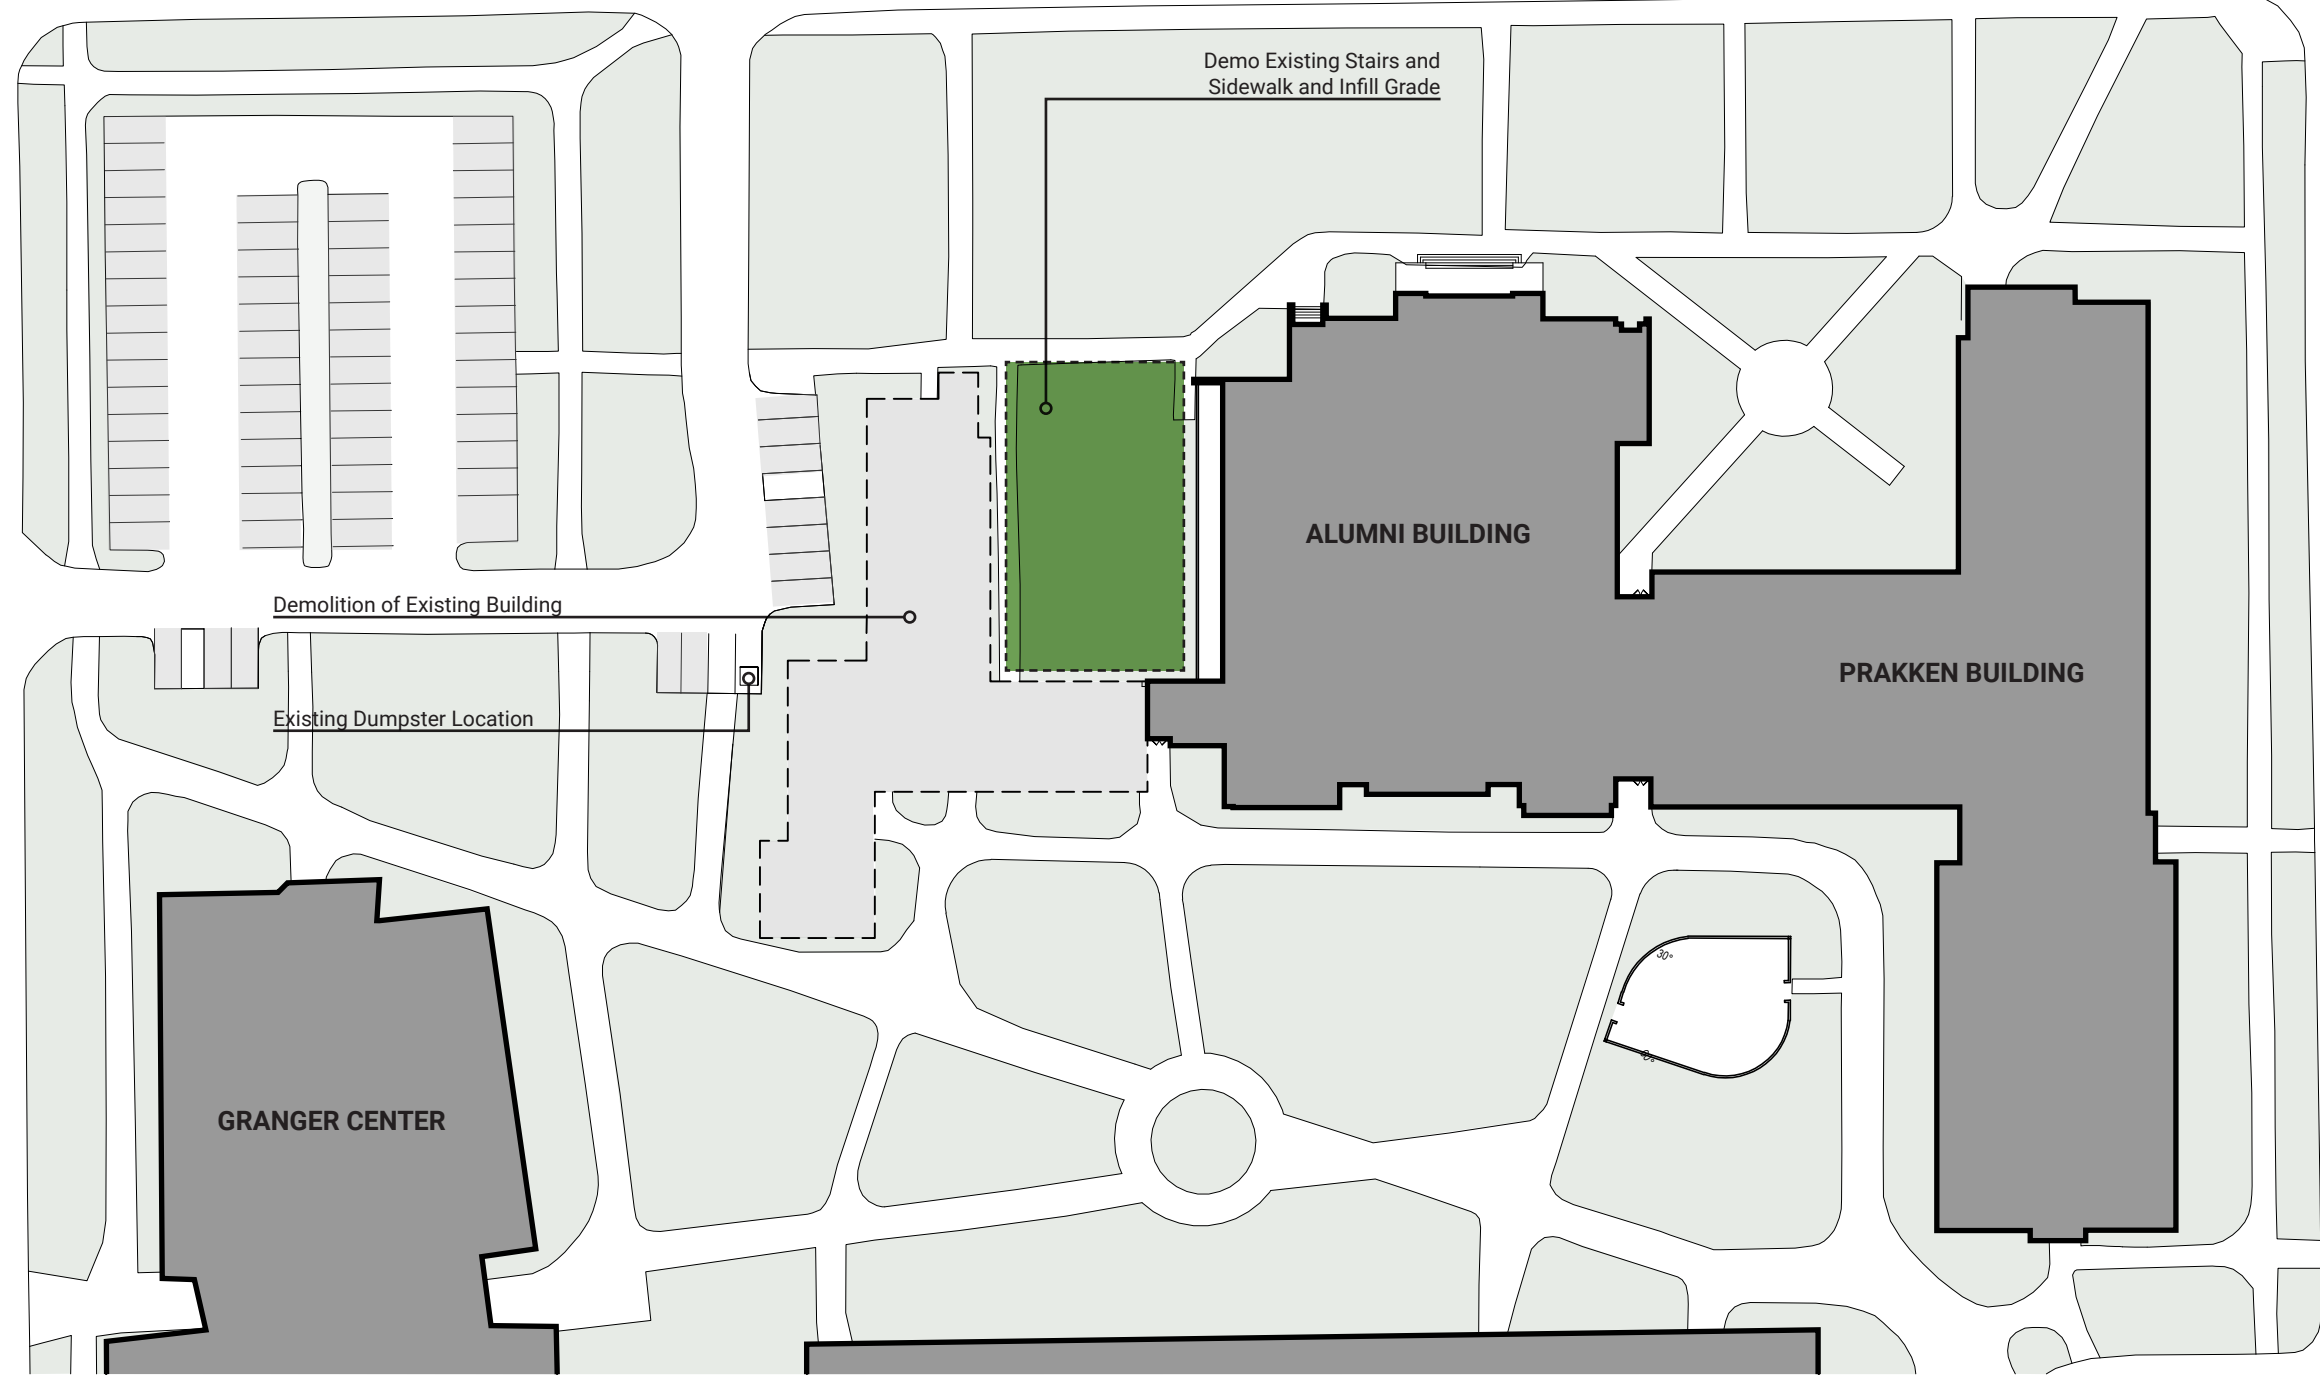 Demo Existing Stairs and
Sidewalk and Infill Grade
ALUMNI BUILDING
Demolition of Existing Building
PRAKKEN BUILDING
Existing Dumpster Location
30°
GRANGER CENTER